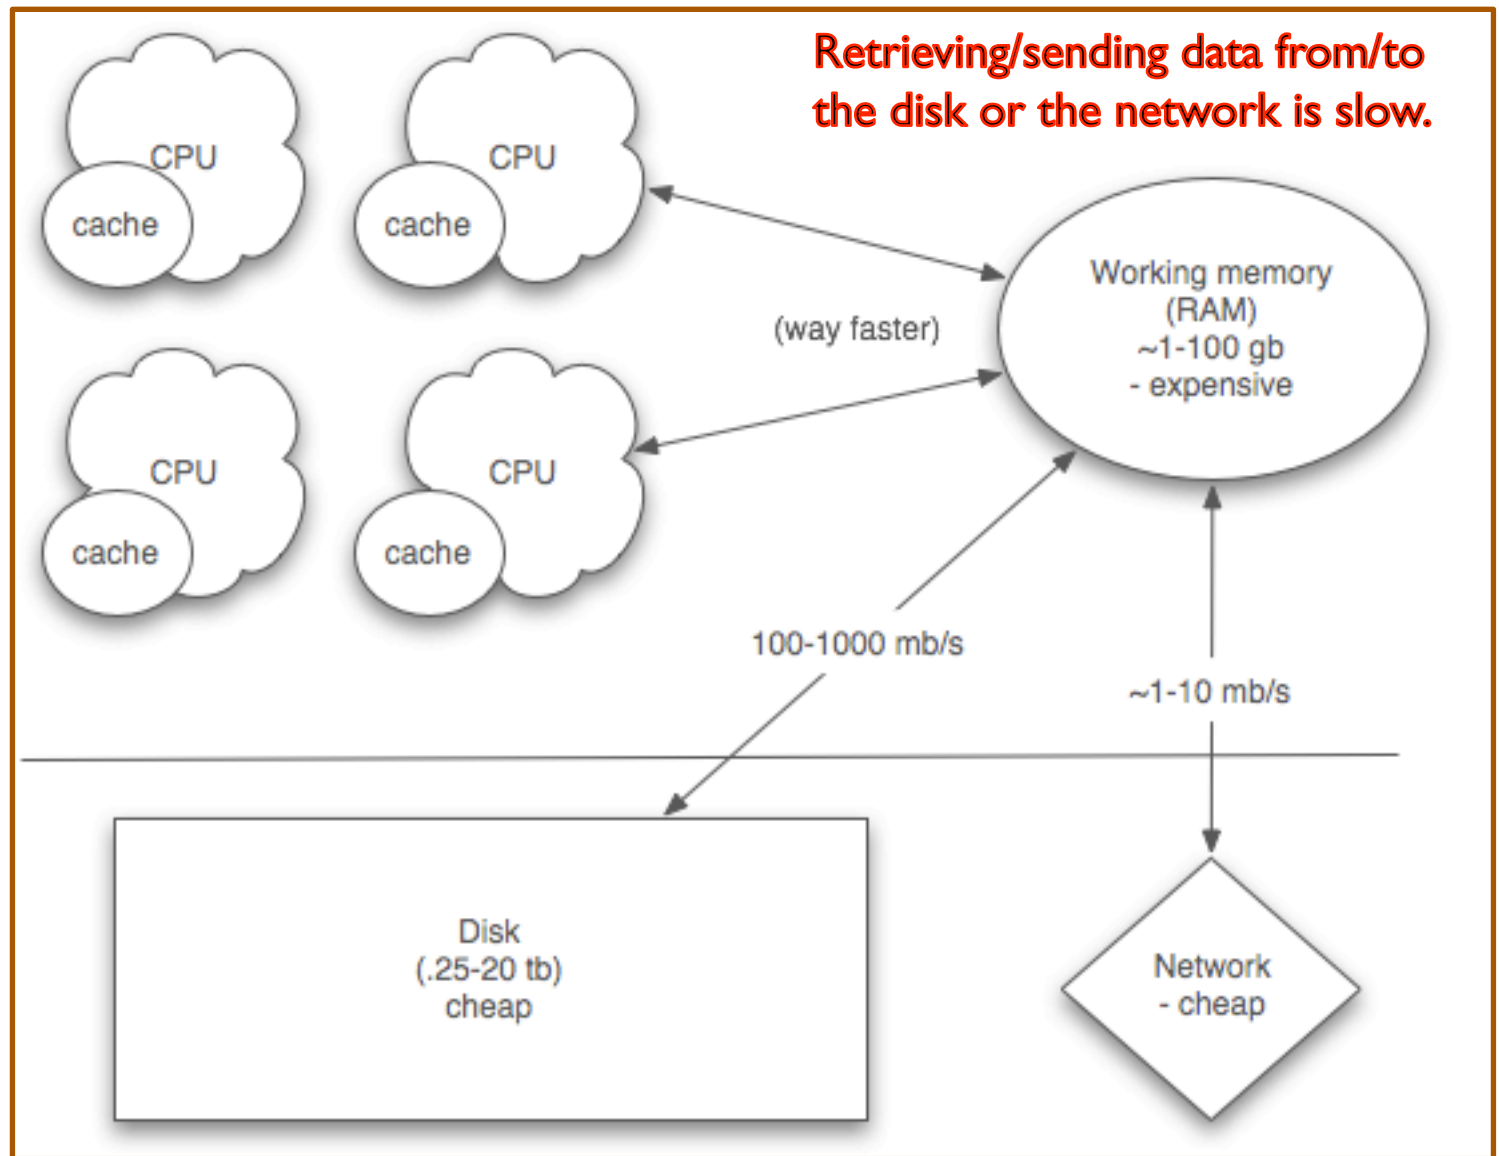 Retrieving/sending data from/to
the disk or the network is slow.
CPU
cache
CPU
cache
Working memory
(RAM)
~1-100 gb
- expensive
(way faster)
CPU
cache
CPU
cache
100-1000 mb/s
~1-10 mb/s
Disk
(.25-20 tb)
cheap
Network
- cheap